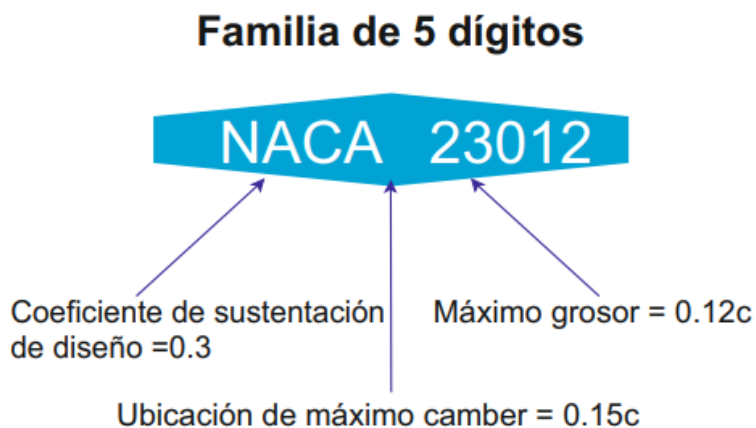 Familia de 5 dígitos
NACA 23012
Coeficiente de sustentación
de diseño =0.3
Máximo grosor = 0.12c
Ubicación de máximo camber = 0.15c